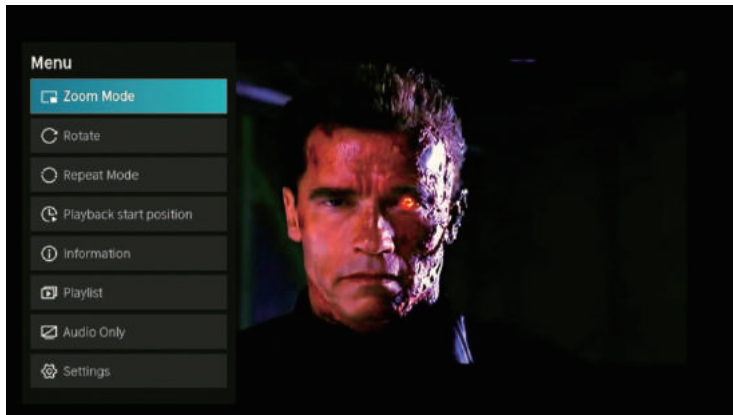 Menu
Zoom Mode
Rotate
Repeat Mode
Playback start position
Information
Playlist
Audio Only
Settings